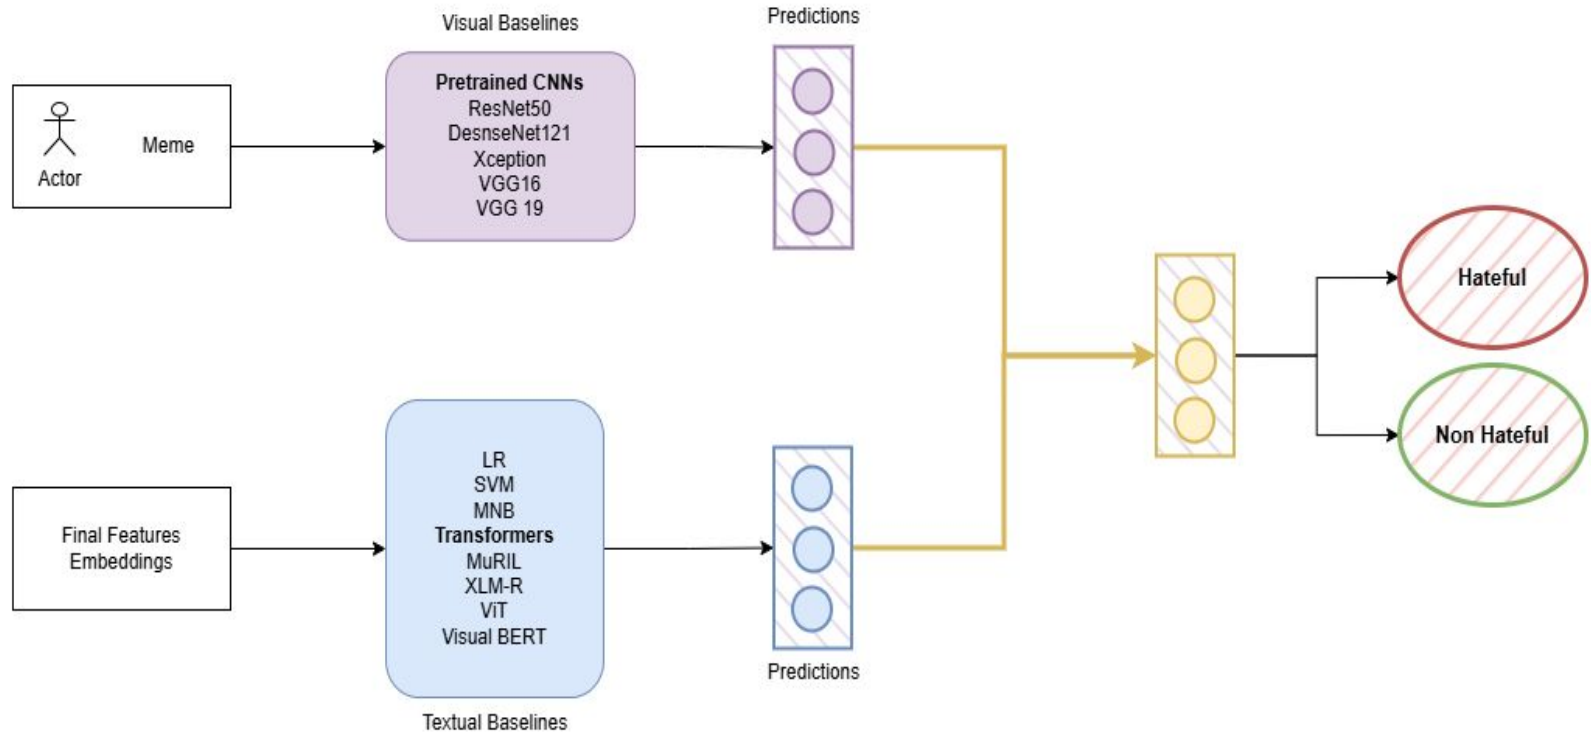 Visual Baselines
Predictions
Pretrained CNNs
ResNet50
DesnseNet121
Xception
VGG16
VGG 19
Meme
Actor
Hateful
Non Hateful
LR
SVM
MNB
Transformers
MuRIL
XLM-R
ViT
Visual BERT
Final Features
Embeddings
Predictions
Textual Baselines